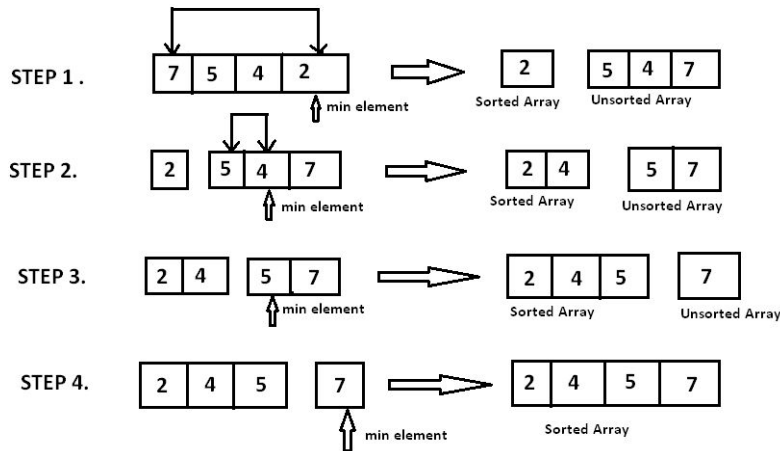 STEP 1 .
7 5 4 2
min element
2
Sorted Array
5 4 7
Unsorted Array
STEP 2.
2
5 4 7
min element
2 4
Sorted Array
5 7
Unsorted Array
STEP 3.
2 4
5 7
min element
2 4 5
Sorted Array
7
Unsorted Array
STEP 4.
2 4 5
7
min element
2 4 5 7
Sorted Array